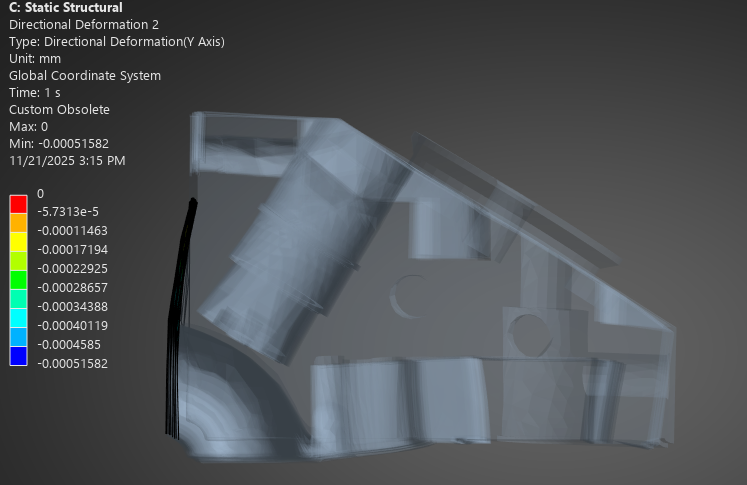 C: Static Structural
Directional Deformation 2
Type: Directional Deformation(Y Axis)
Unit: mm
Global Coordinate System
Time: 1 s
Custom Obsolete
Max: 0
Min: -0.00051582
11/21/2025 3:15 PM
0
-5.7313e-5
-0.00011463
-0.00017194
-0.00022925
-0.00028657
-0.00034388
-0.00040119
-0.0004585
-0.00051582